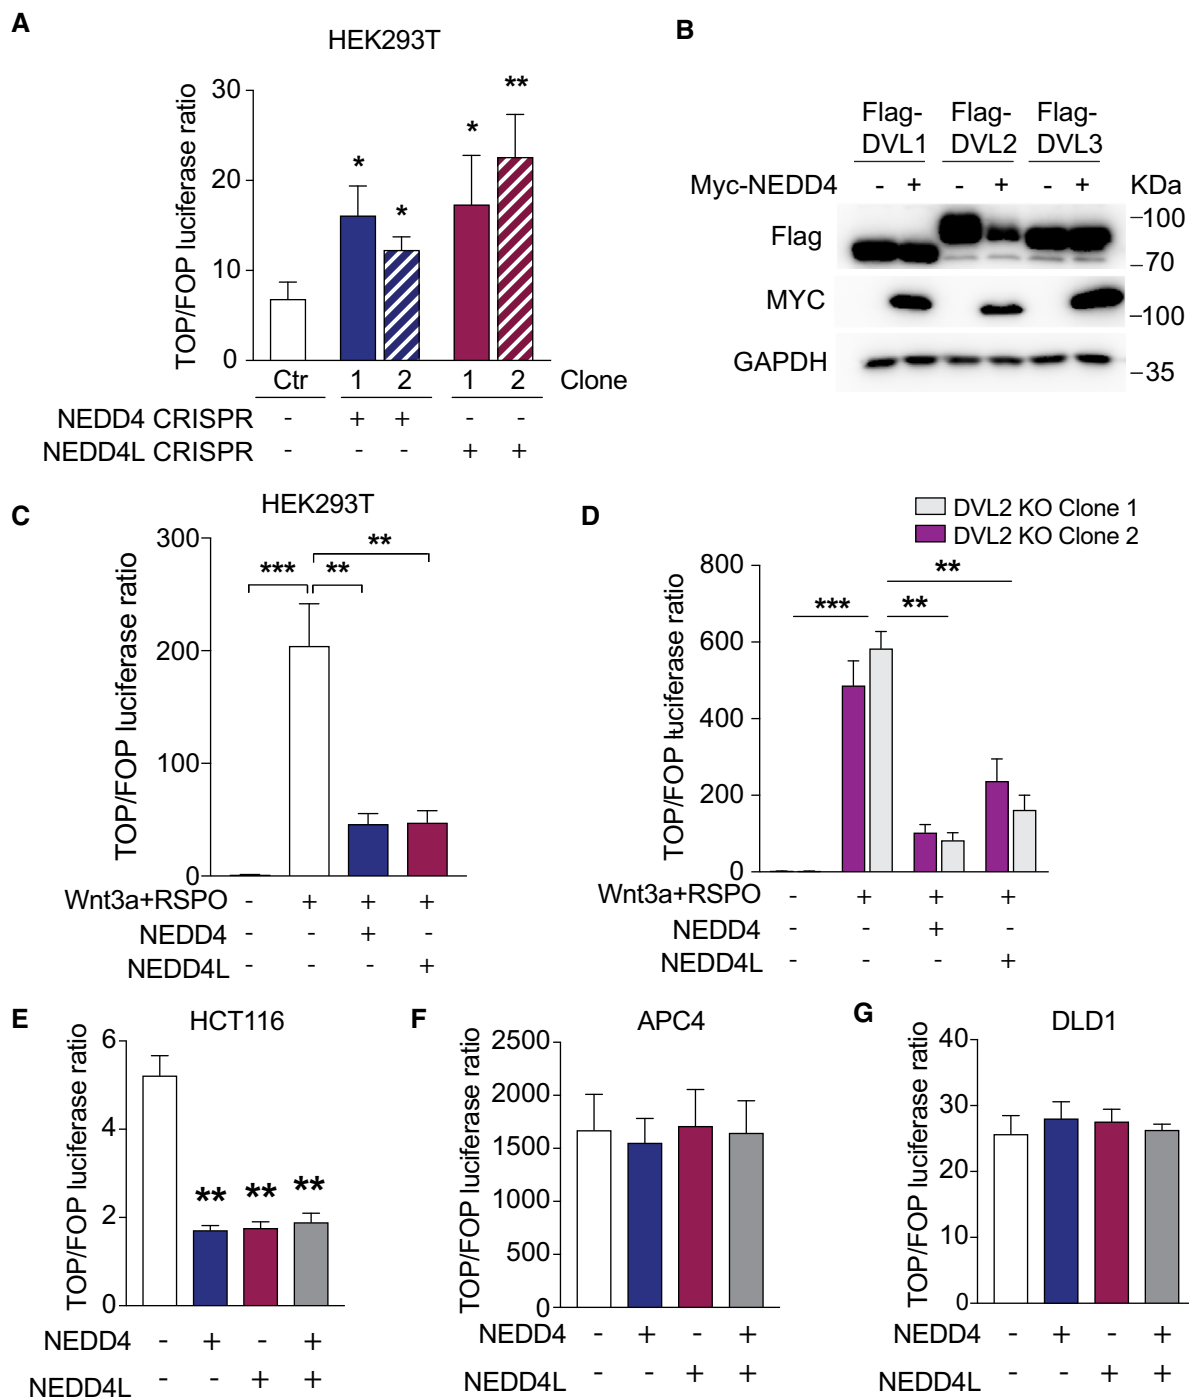 A
HEK293T
TOP/FOP luciferase ratio
30
20
10
0
* * * **
Ctr 1 2 1 2 Clone
NEDD4 CRISPR - + + - -
NEDD4L CRISPR - - - + +
B
Flag- Flag- Flag-
DVL1 DVL2 DVL3
Myc-NEDD4 - + - + - + KDa
Flag
–100
–70
MYC
–100
GAPDH
–35
C
HEK293T
TOP/FOP luciferase ratio
300
200
100
0
**
*** **
Wnt3a+RSPO - + + +
NEDD4 - - + -
NEDD4L - - - +
D
DVL2 KO Clone 1
DVL2 KO Clone 2
TOP/FOP luciferase ratio
800
600
400
200
0
**
*** **
Wnt3a+RSPO - + + +
NEDD4 - - + -
NEDD4L - - - +
E
HCT116
TOP/FOP luciferase ratio
6
4
2
0
** ** **
NEDD4 - + - +
NEDD4L - - + +
F
APC4
TOP/FOP luciferase ratio
2500
2000
1500
1000
500
0
NEDD4 - + - +
NEDD4L - - + +
G
DLD1
TOP/FOP luciferase ratio
40
30
20
10
0
NEDD4 - + - +
NEDD4L - - + +